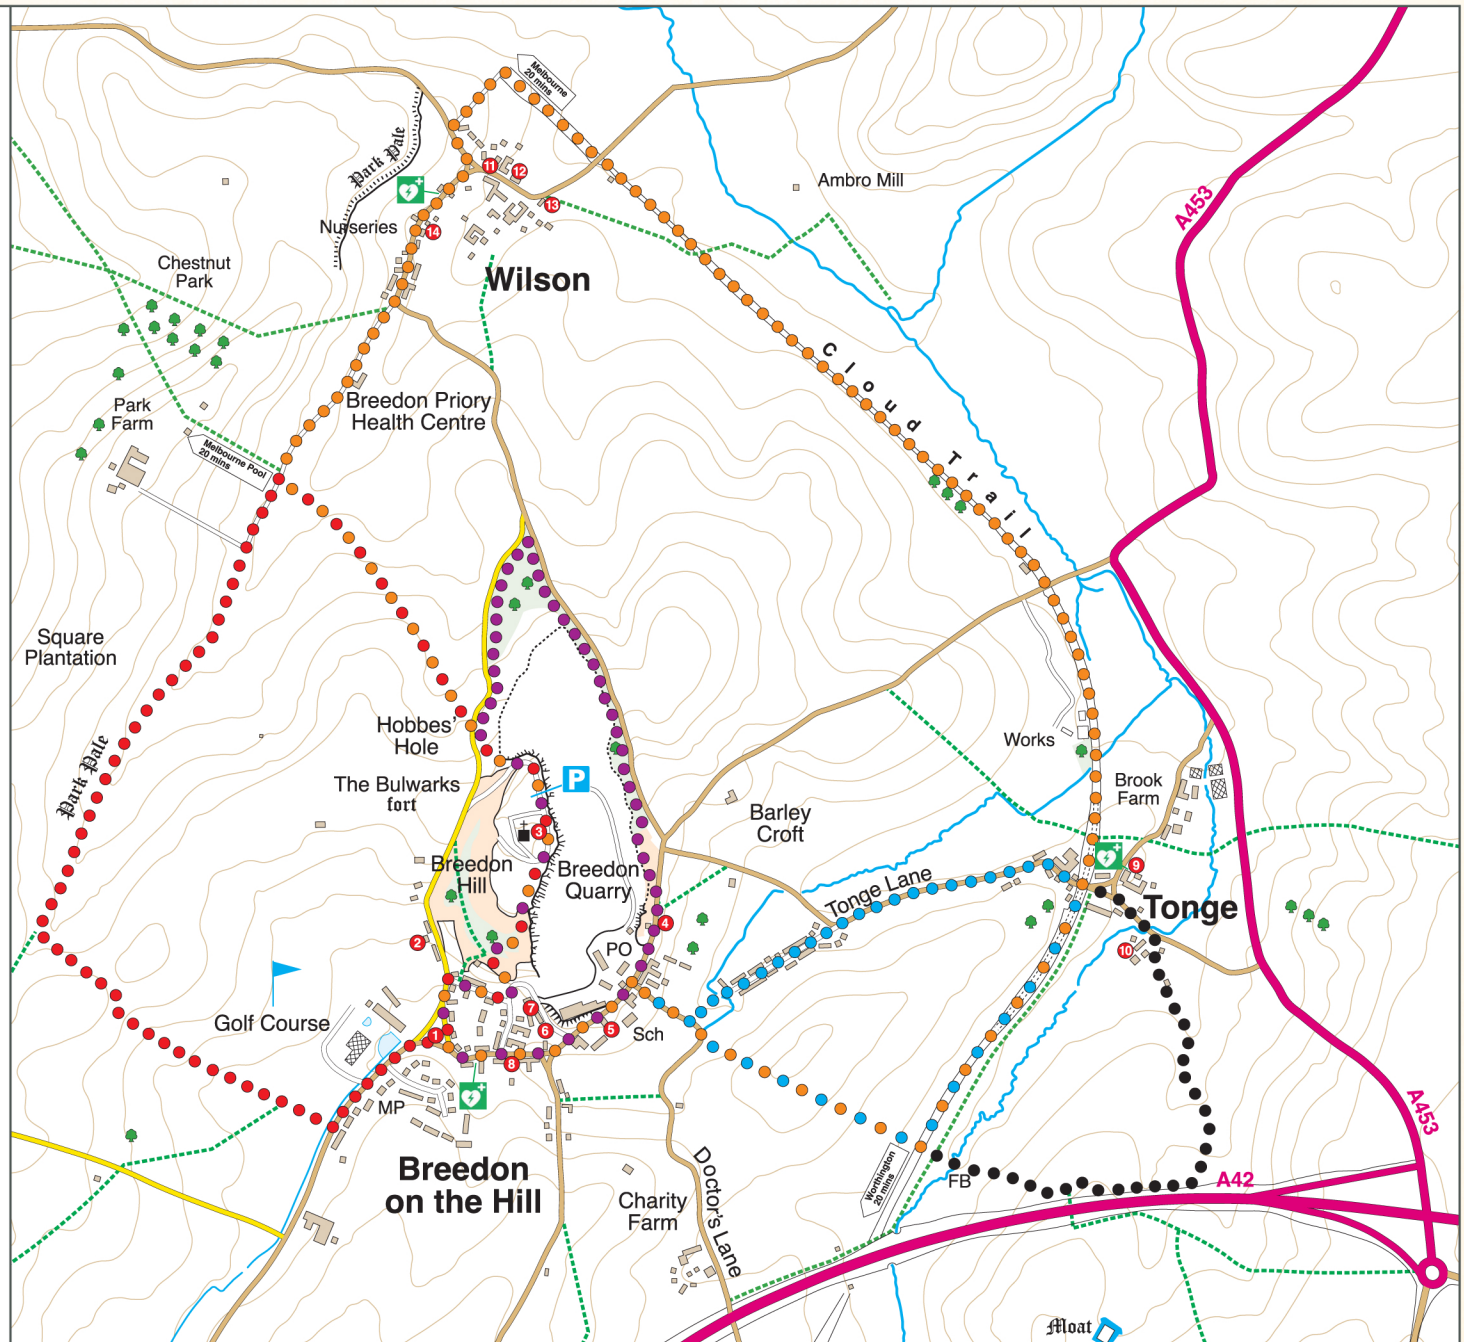 Melbourne
20 mins
Park Pale
11
12
Ambro Mill
13
A453
Nurseries
14
Chestnut
Park
Wilson
Cloud Trail
Breedon Priory
Health Centre
Park
Farm
Melbourne Pool
20 mins
Square
Plantation
Hobbes'
Hole
Works
Park Pale
The Bulwarks
fort
P
Brook
Farm
Barley
Croft
3
Breedon
Hill
Breedon
Quarry
9
Tonge Lane
Tonge
4
2
PO
10
Golf Course
7
6
5
Sch
1
8
MP
A453
Breedon
on the Hill
Doctor's Lane
Worthington
20 mins
FB
A42
Charity
Farm
Moat